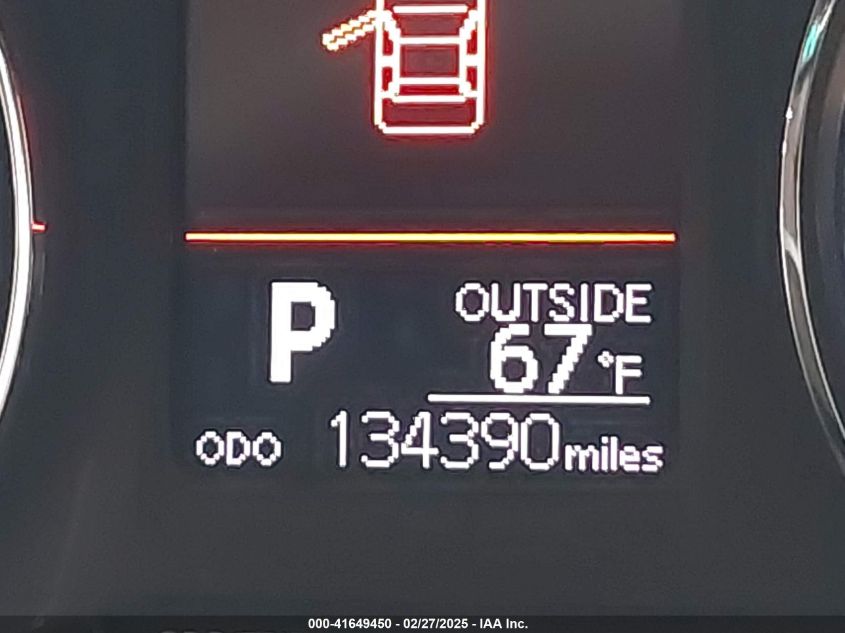 P
OUTSIDE
67°F
ODO 134390 miles
000-41649450 - 02/27/2025 - IAA Inc.